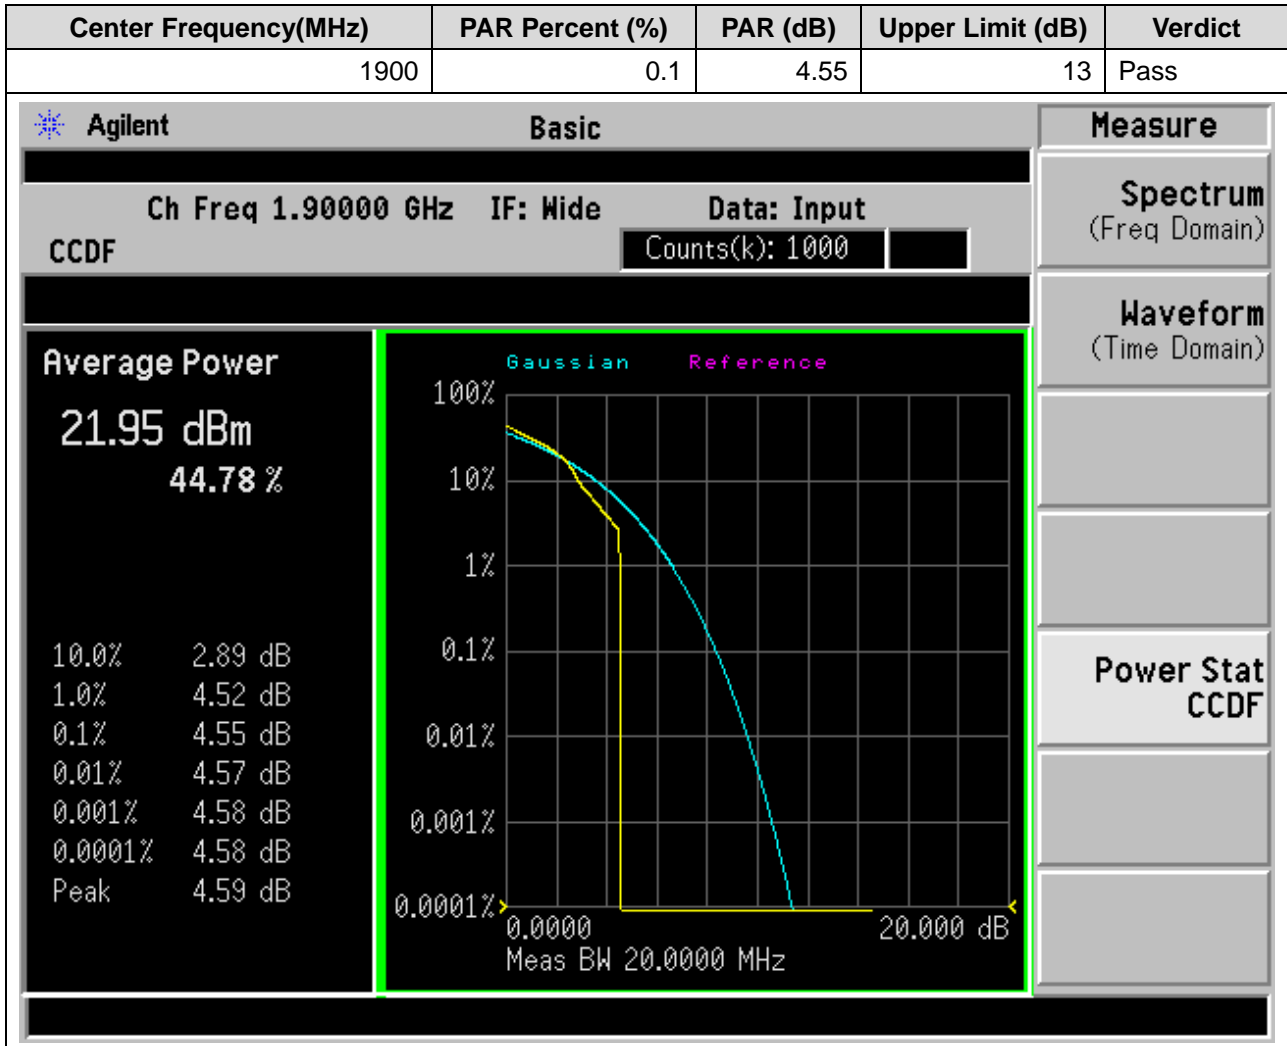 Center Frequency(MHz) PAR Percent (%) PAR (dB) Upper Limit (dB) Verdict
1900 0.1 4.55 13 Pass
Agilent Basic Measure
Ch Freq 1.90000 GHz IF: Wide Data: Input
CCDF Counts(k): 1000
Spectrum
(Freq Domain)
Waveform
(Time Domain)
Power Stat
CCDF
Average Power
21.95 dBm
44.78 %
10.0% 2.89 dB
1.0% 4.52 dB
0.1% 4.55 dB
0.01% 4.57 dB
0.001% 4.58 dB
0.0001% 4.58 dB
Peak 4.59 dB
Gaussian Reference
100%
10%
1%
0.1%
0.01%
0.001%
0.0001%
0.0000 20.000 dB
Meas BW 20.0000 MHz